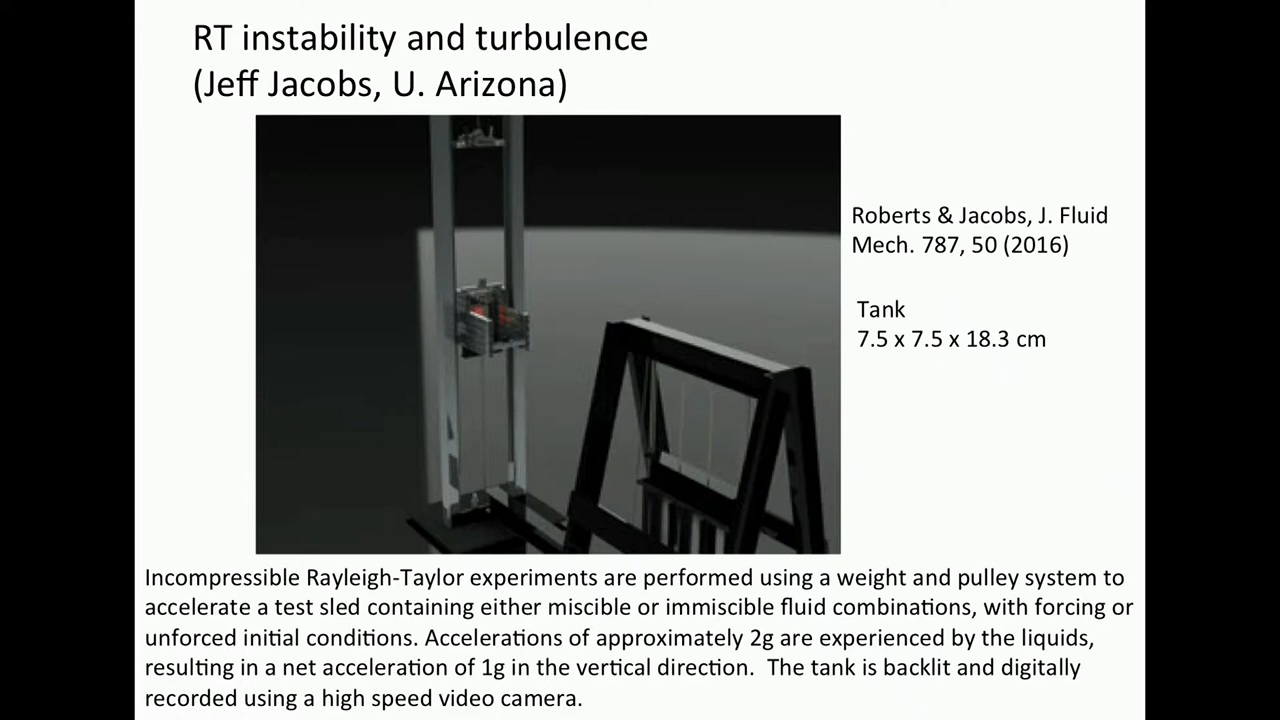 RT instability and turbulence
(Jeff Jacobs, U. Arizona)
Roberts & Jacobs, J. Fluid
Mech. 787, 50 (2016)
Tank
7.5 x 7.5 x 18.3 cm
Incompressible Rayleigh-Taylor experiments are performed using a weight and pulley system to
accelerate a test sled containing either miscible or immiscible fluid combinations, with forcing or
unforced initial conditions. Accelerations of approximately 2g are experienced by the liquids,
resulting in a net acceleration of 1g in the vertical direction.  The tank is backlit and digitally
recorded using a high speed video camera.